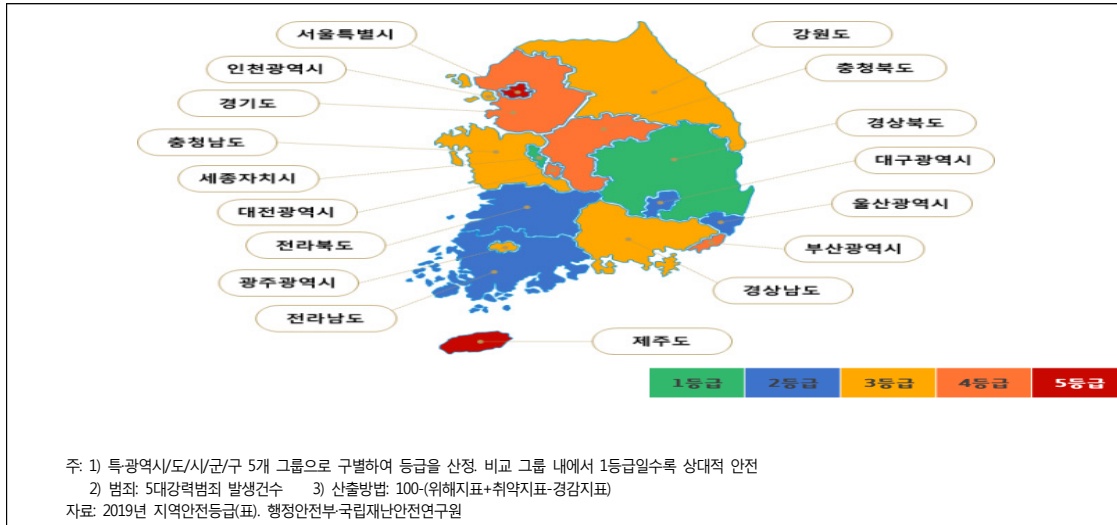 서울특별시
강원도
인천광역시
충청북도
경기도
경상북도
충청남도
대구광역시
세종자치시
울산광역시
대전광역시
전라북도
부산광역시
광주광역시
경상남도
전라남도
제주도
1등급 2등급 3등급 4등급 5등급
주: 1) 특·광역시/도/시/군/구 5개 그룹으로 구별하여 등급을 산정. 비교 그룹 내에서 1등급일수록 상대적 안전
2) 범죄: 5대강력범죄 발생건수 3) 산출방법: 100-(위해지표+취약지표-경감지표)
자료: 2019년 지역안전등급(표). 행정안전부·국립재난안전연구원